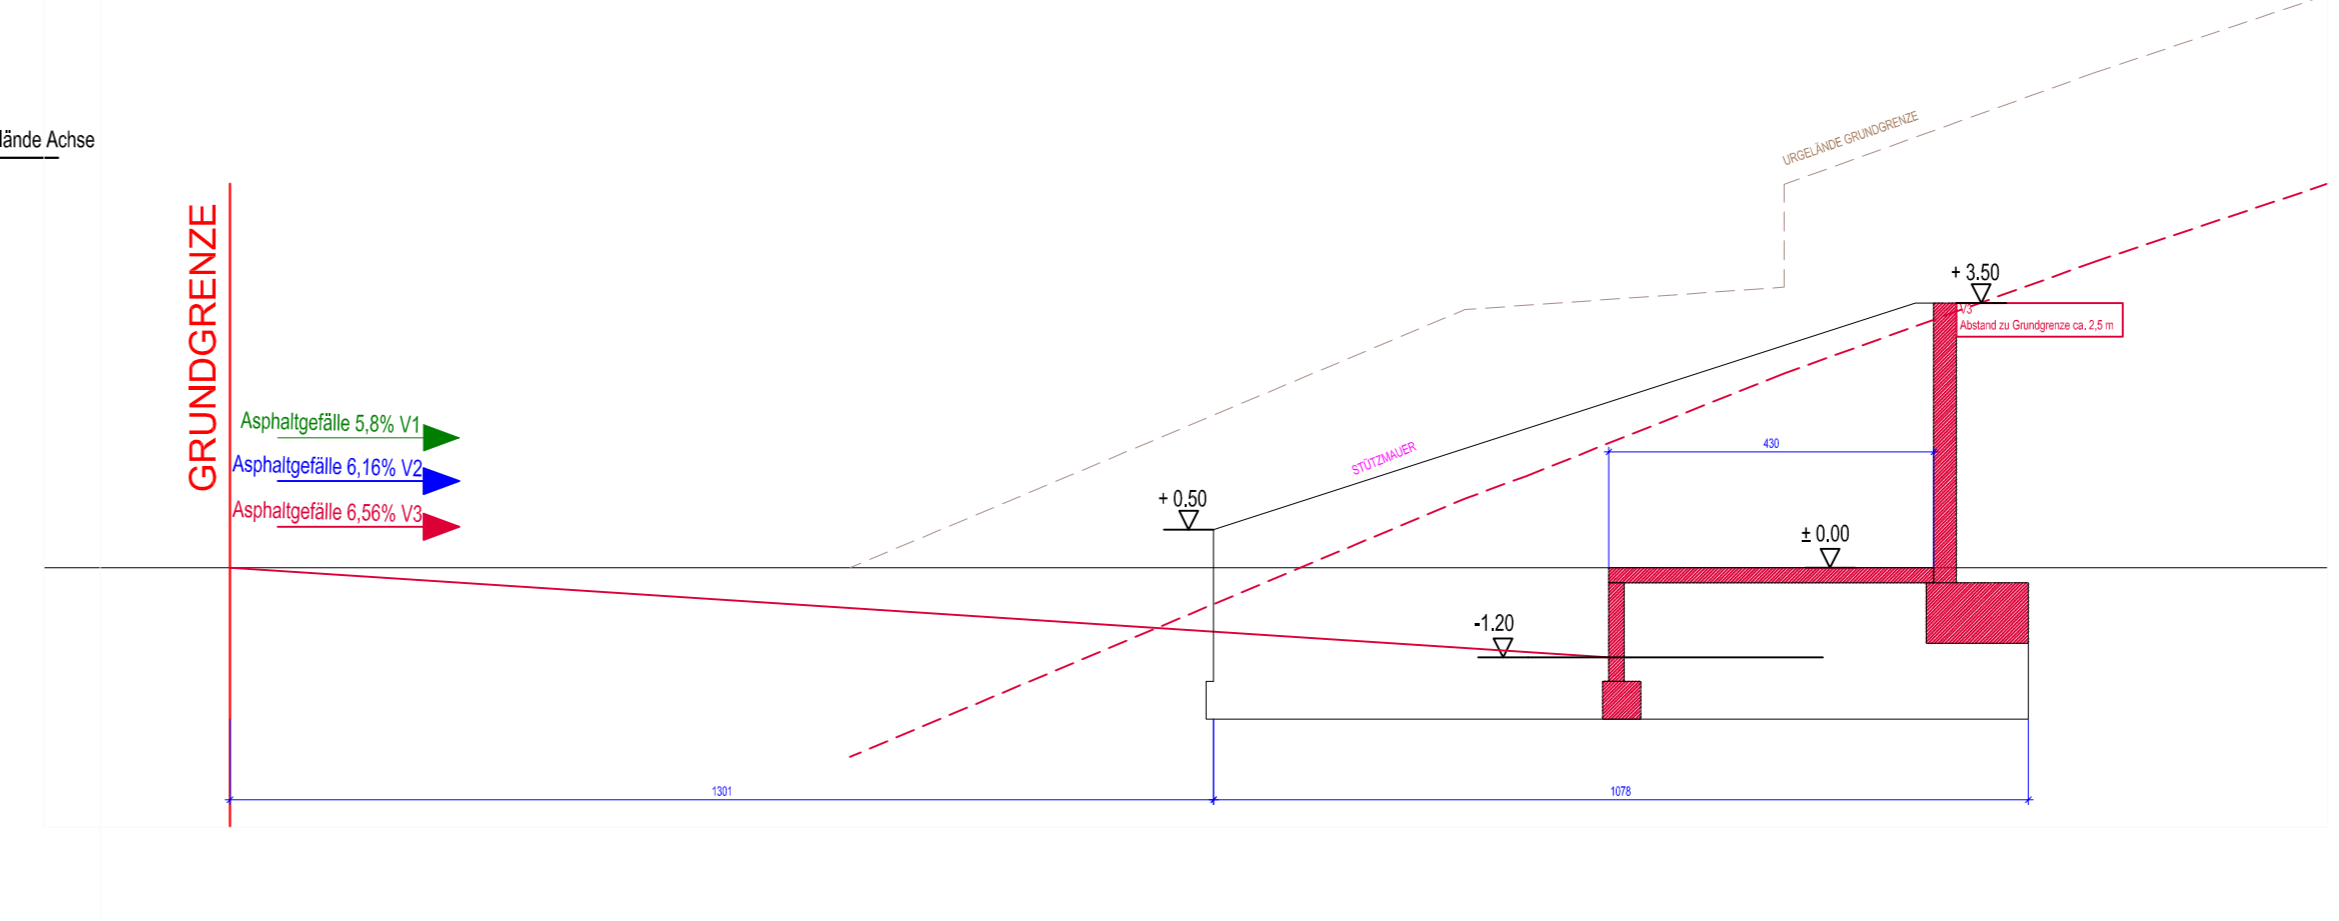 URGELÄNDE GRUNDGRENZE
lände Achse
GRUNDGRENZE
+ 3.50
V3
Abstand zu Grundgrenze ca. 2,5 m
Asphaltgefälle 5,8% V1
430
STÜTZMAUER
Asphaltgefälle 6,16% V2
+ 0.50
Asphaltgefälle 6,56% V3
± 0.00
-1.20
1301
1078